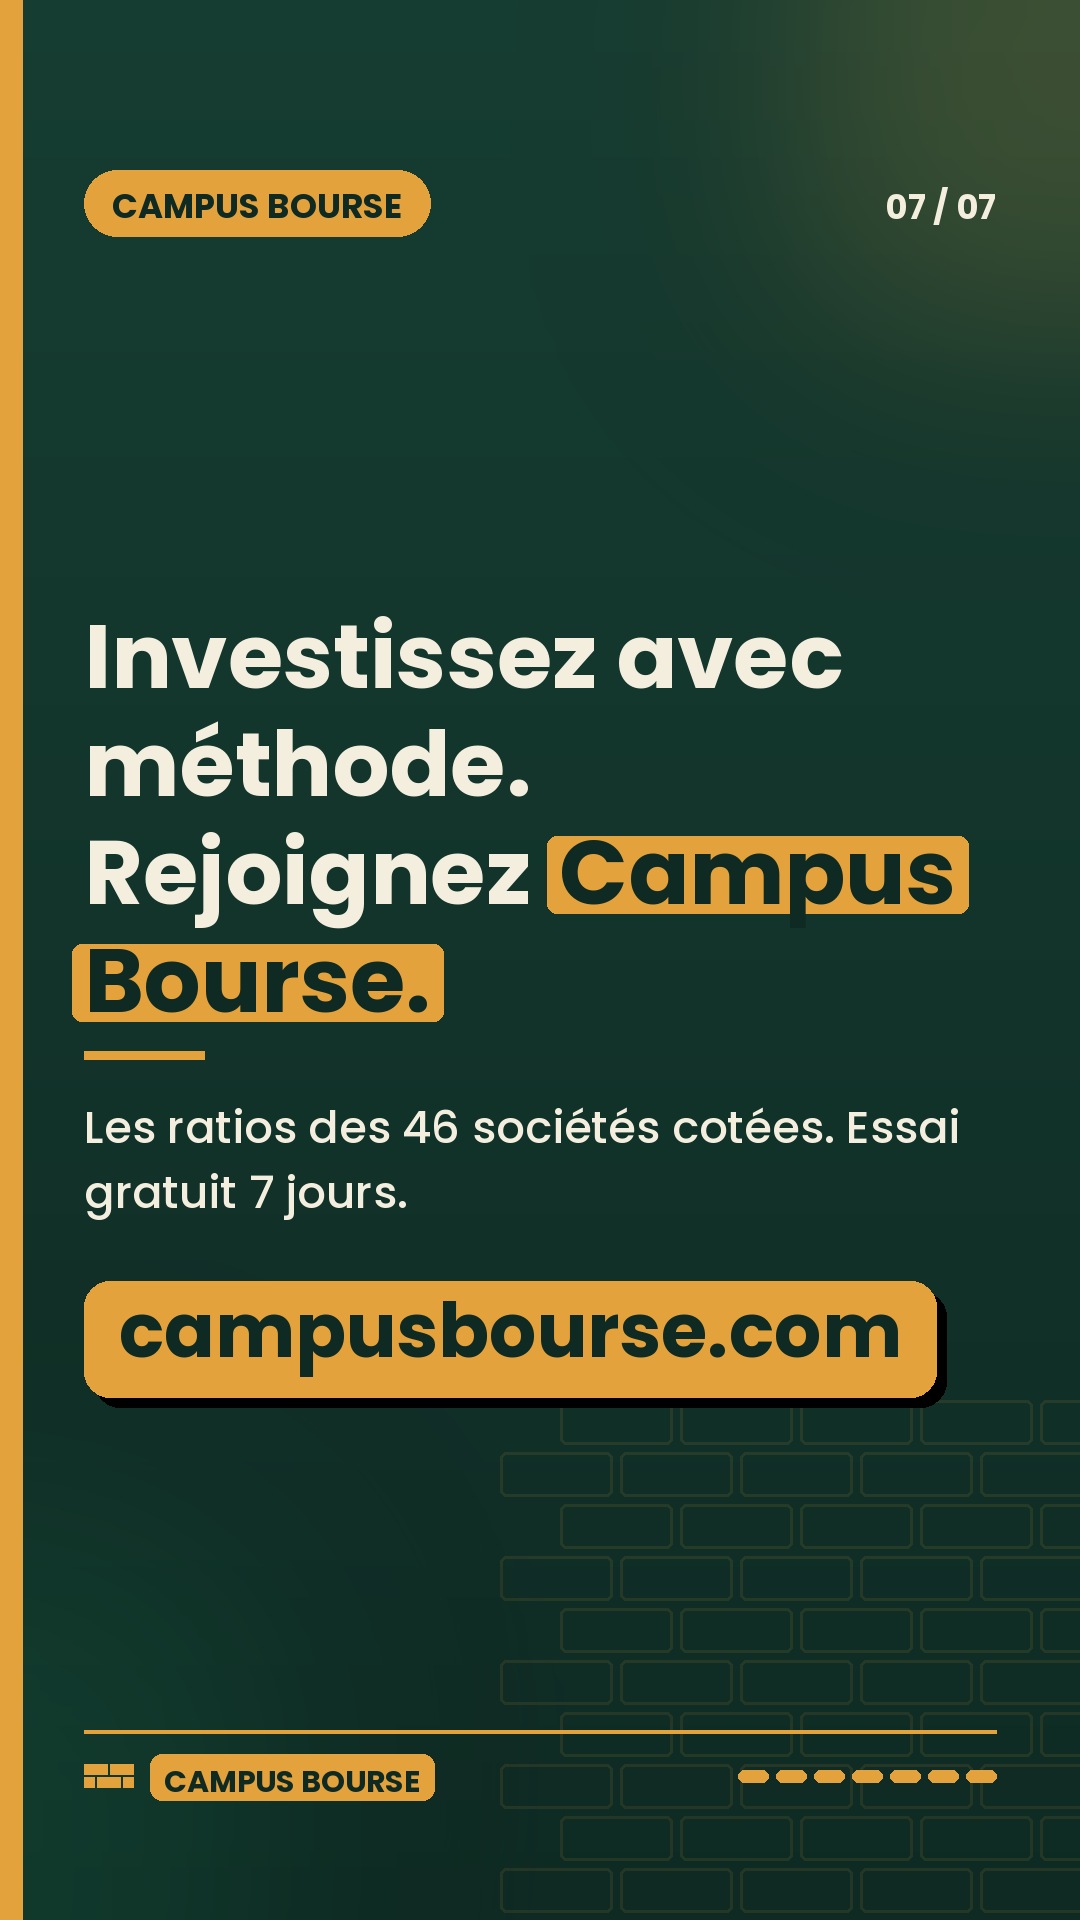 CAMPUS BOURSE
07 / 07
Investissez avec
méthode.
Rejoignez Campus
Bourse.
Les ratios des 46 sociétés cotées. Essai
gratuit 7 jours.
campusbourse.com
CAMPUS BOURSE